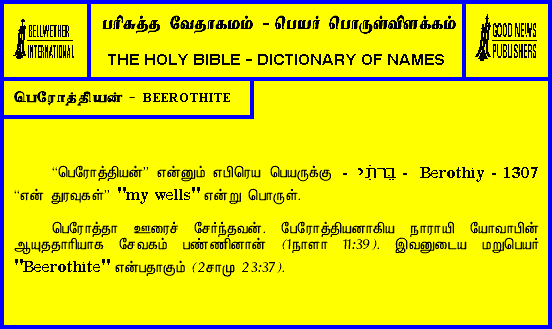 BELLWETHER
INTERNATIONAL
பரிசுத்த வேதாகமம் - பெயர் பொருள்விளக்கம்
THE HOLY BIBLE - DICTIONARY OF NAMES
GOOD NEWS
PUBLISHERS
பெரோத்தியன் - BEEROTHITE
“பெரோத்தியன்” என்னும் எபிரெய பெயருக்கு - בֵּרֹתִי - Berothiy - 1307
“என் துரவுகள்” "my wells" என்று பொருள்.
பெரோத்தா ஊரைச் சேர்ந்தவன். பேரோத்தியனாகிய நாராயி யோவாபின்
ஆயுததாரியாக சேவகம் பண்ணினான் (1நாளா 11:39). இவனுடைய மறுபெயர்
"Beerothite" என்பதாகும் (2சாமு 23:37).